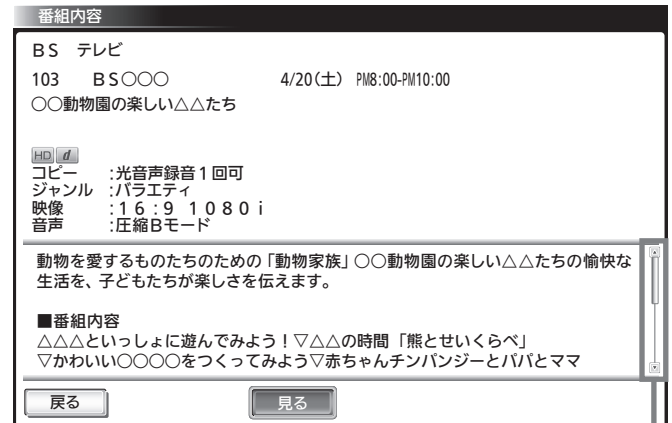 番組内容
BS テレビ
103 BS○○○ 4/20(土) PM8:00-PM10:00
○○動物園の楽しい△△たち
HD d
コピー :光音声録音1回可
ジャンル :バラエティ
映像 :16:9 1080i
音声 :圧縮Bモード
動物を愛するものたちのための「動物家族」○○動物園の楽しい△△たちの愉快な
生活を、子どもたちが楽しさを伝えます。
■番組内容
△△△といっしょに遊んでみよう!▽△△の時間「熊とせいくらべ」
▽かわいい○○○○をつくってみよう▽赤ちゃんチンパンジーとパパとママ
戻る 見る